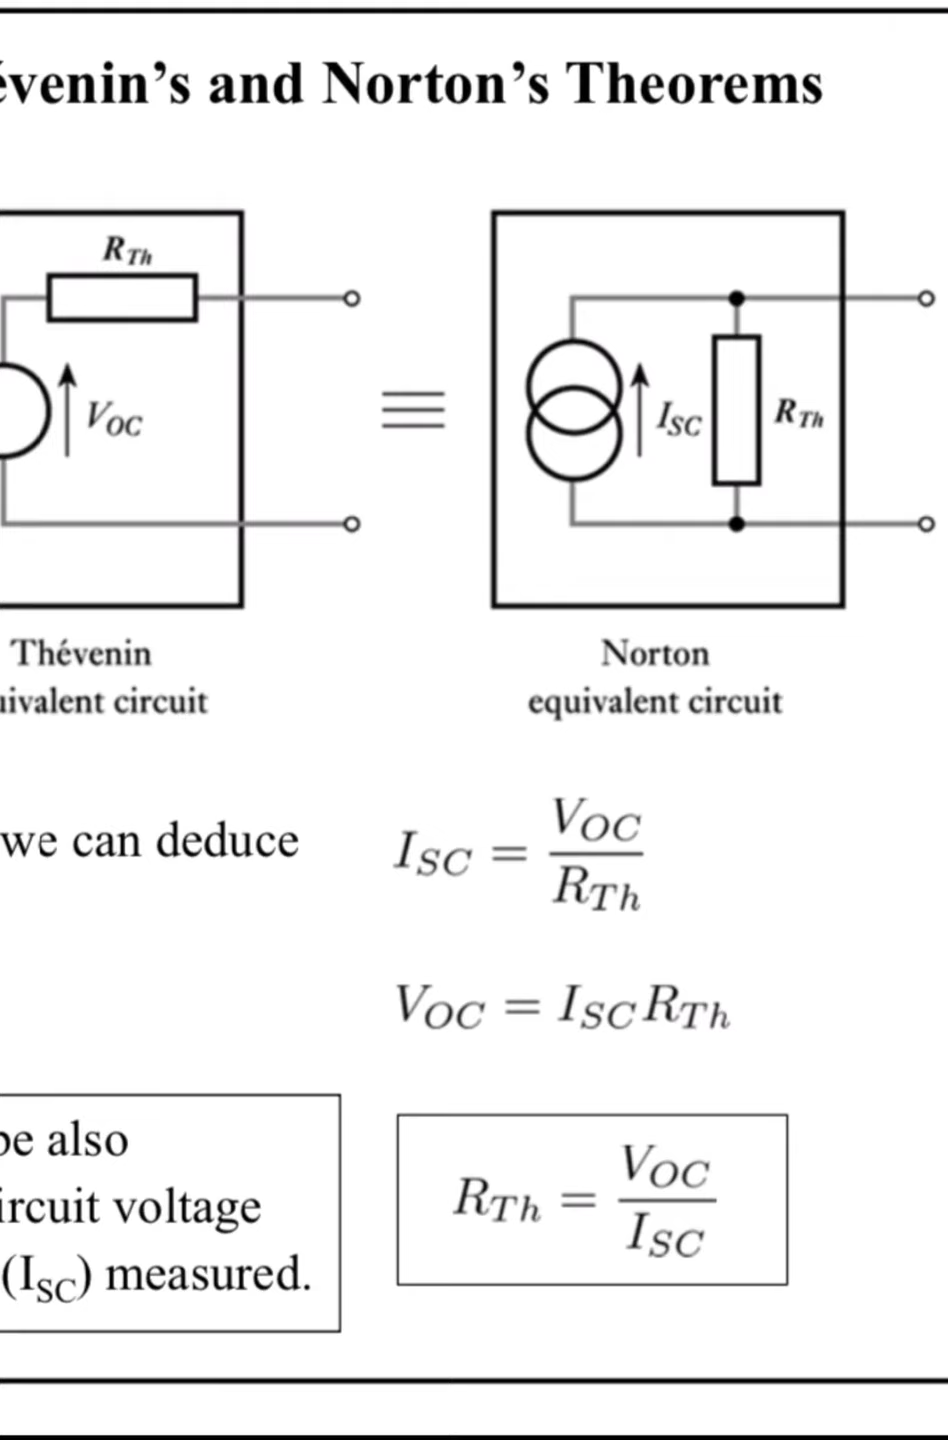 évenin’s and Norton’s Theorems
R_Th
V_OC
I_SC
R_Th
Thévenin
uivalent circuit
Norton
equivalent circuit
we can deduce
I_SC = V_OC / R_Th
V_OC = I_SC R_Th
be also
ircuit voltage
(I_SC) measured.
R_Th = V_OC / I_SC